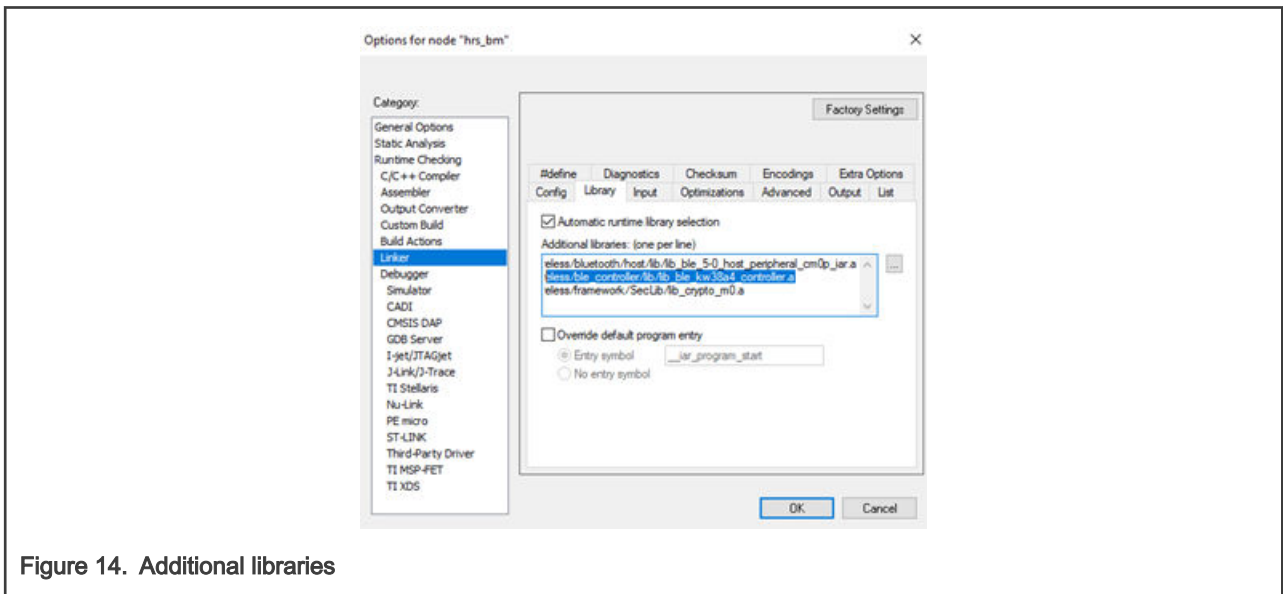 Options for node "hrs_bm"
Category:
Factory Settings
General Options
Static Analysis
Runtime Checking
C/C++ Compiler
Assembler
Output Converter
Custom Build
Build Actions
Linker
Debugger
Simulator
CADI
CMSIS DAP
GDB Server
I-jet/JTAGjet
J-Link/J-Trace
TI Stellaris
Nu-Link
PE micro
ST-LINK
Third-Party Driver
TI MSP-FET
TI XDS
#define Diagnostics Checksum Encodings Extra Options
Config Library Input Optimizations Advanced Output List
Automatic runtime library selection
Additional libraries: (one per line)
eless/bluetooth/host/lib/lib_ble_5-0_host_peripheral_cm0p_iar.a
eless/ble_controller/lib/lib_ble_kw38a4_controller.a
eless/framework/SecLib/lib_crypto_m0.a
...
Override default program entry
Entry symbol __iar_program_start
No entry symbol
OK Cancel
Figure 14. Additional libraries